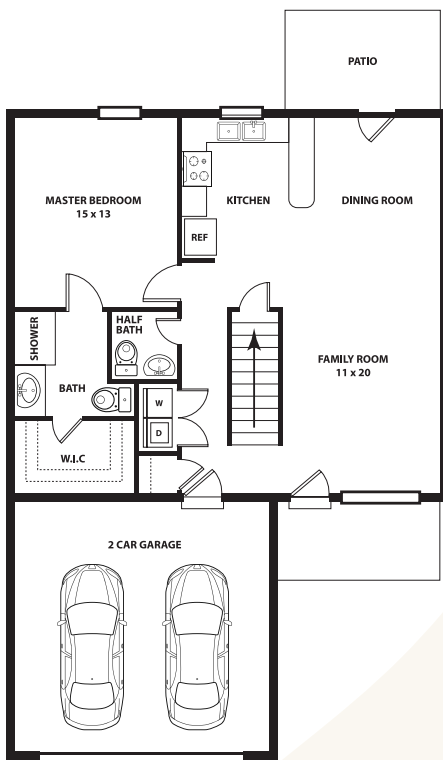 PATIO
MASTER BEDROOM
15 x 13
KITCHEN
DINING ROOM
REF
SHOWER
HALF
BATH
FAMILY ROOM
11 x 20
BATH
W
D
W.I.C
2 CAR GARAGE